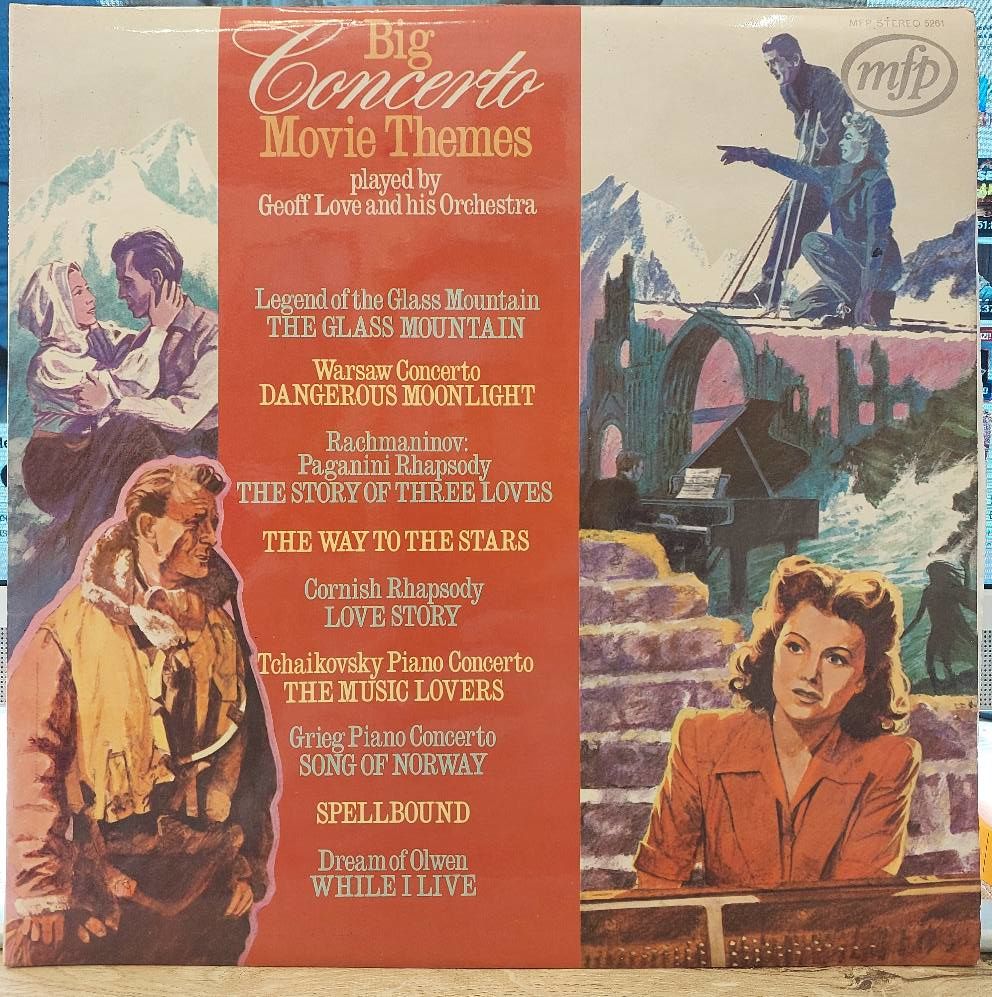 Big
Concerto
Movie Themes
played by
Geoff Love and his Orchestra
MFP STEREO 5261
mfp
Legend of the Glass Mountain
THE GLASS MOUNTAIN
Warsaw Concerto
DANGEROUS MOONLIGHT
Rachmaninov:
Paganini Rhapsody
THE STORY OF THREE LOVES
THE WAY TO THE STARS
Cornish Rhapsody
LOVE STORY
Tchaikovsky Piano Concerto
THE MUSIC LOVERS
Grieg Piano Concerto
SONG OF NORWAY
SPELLBOUND
Dream of Olwen
WHILE I LIVE